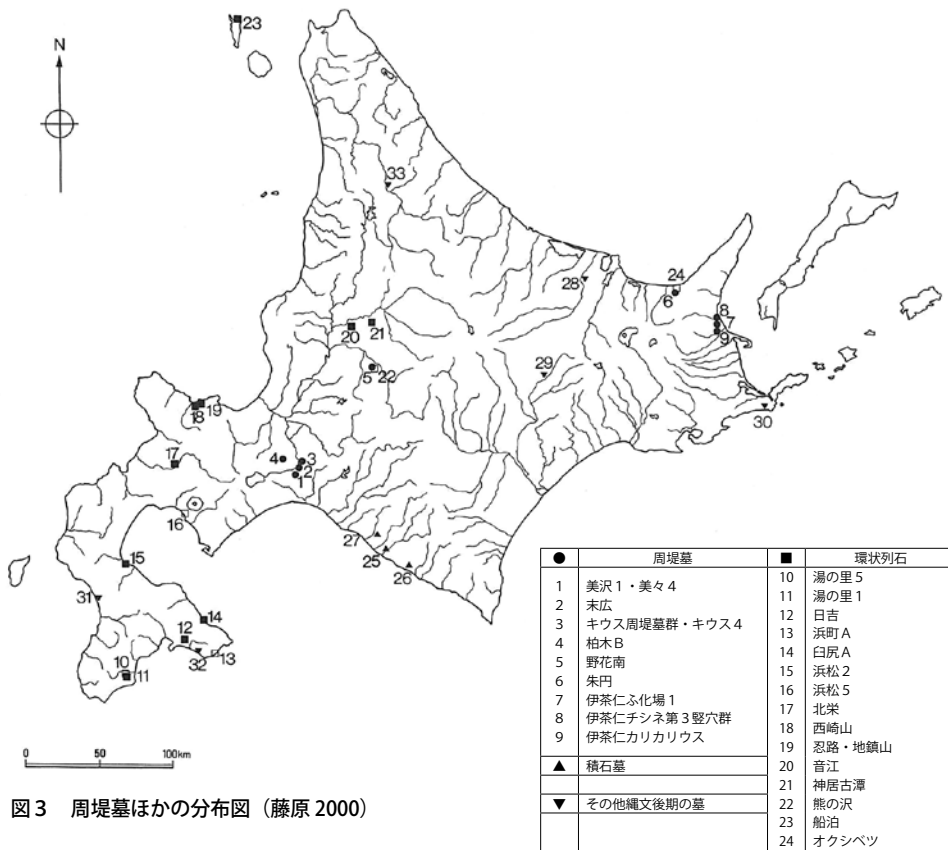 N
23
33
28
24
6
8
7
9
20
21
5
22
29
30
18
19
4
3
2
1
17
16
27
25
26
15
31
14
12
32
13
10
11
0 50 100km
図3 周堤墓ほかの分布図(藤原 2000)
● 周堤墓
1 美沢1・美々4
2 末広
3 キウス周堤墓群・キウス4
4 柏木B
5 野花南
6 朱円
7 伊茶仁ふ化場1
8 伊茶仁チシネ第3竪穴群
9 伊茶仁カリカリウス
▲ 積石墓
▼ その他縄文後期の墓
■ 環状列石
10 湯の里5
11 湯の里1
12 日吉
13 浜町A
14 臼尻A
15 浜松2
16 浜松5
17 北栄
18 西崎山
19 忍路・地鎮山
20 音江
21 神居古潭
22 熊の沢
23 船泊
24 オクシベツ